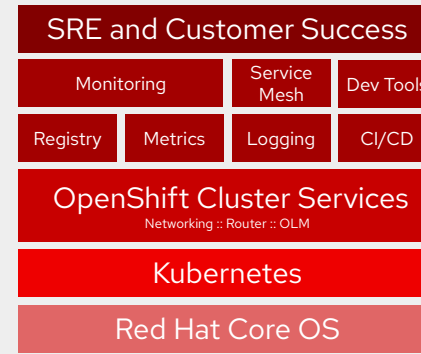 SRE and Customer Success
Monitoring
Service
Mesh
Dev Tools
Registry
Metrics
Logging
CI/CD
OpenShift Cluster Services
Networking :: Router :: OLM
Kubernetes
Red Hat Core OS